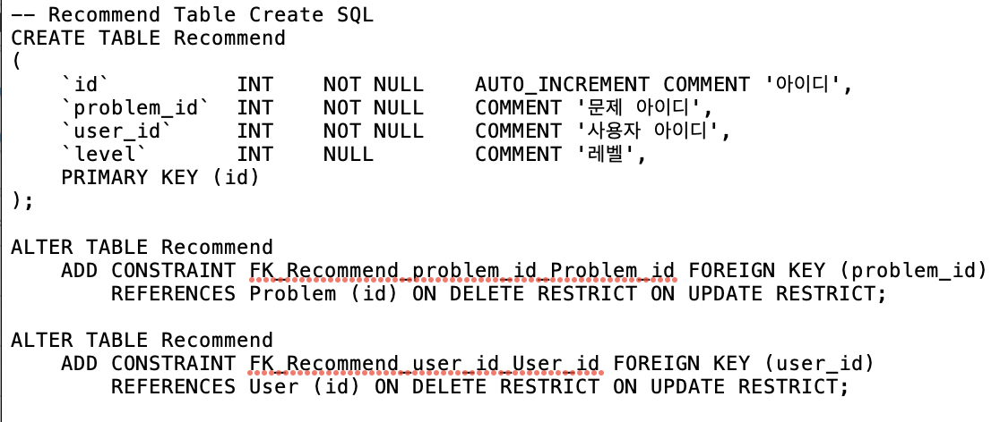 -- Recommend Table Create SQL
CREATE TABLE Recommend
(
    `id`          INT    NOT NULL    AUTO_INCREMENT COMMENT '아이디',
    `problem_id`  INT    NOT NULL    COMMENT '문제 아이디',
    `user_id`     INT    NOT NULL    COMMENT '사용자 아이디',
    `level`       INT    NULL        COMMENT '레벨',
    PRIMARY KEY (id)
);

ALTER TABLE Recommend
    ADD CONSTRAINT FK_Recommend_problem_id_Problem_id FOREIGN KEY (problem_id)
        REFERENCES Problem (id) ON DELETE RESTRICT ON UPDATE RESTRICT;

ALTER TABLE Recommend
    ADD CONSTRAINT FK_Recommend_user_id_User_id FOREIGN KEY (user_id)
        REFERENCES User (id) ON DELETE RESTRICT ON UPDATE RESTRICT;